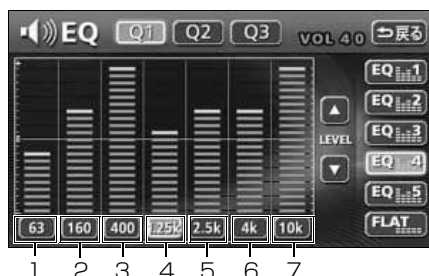 EQ Q1 Q2 Q3 VOL 40 戻る
EQ 1
EQ 2
LEVEL
EQ 3
EQ 4
EQ 5
63 160 400 1.25k 2.5k 4k 10k FLAT
1 2 3 4 5 6 7